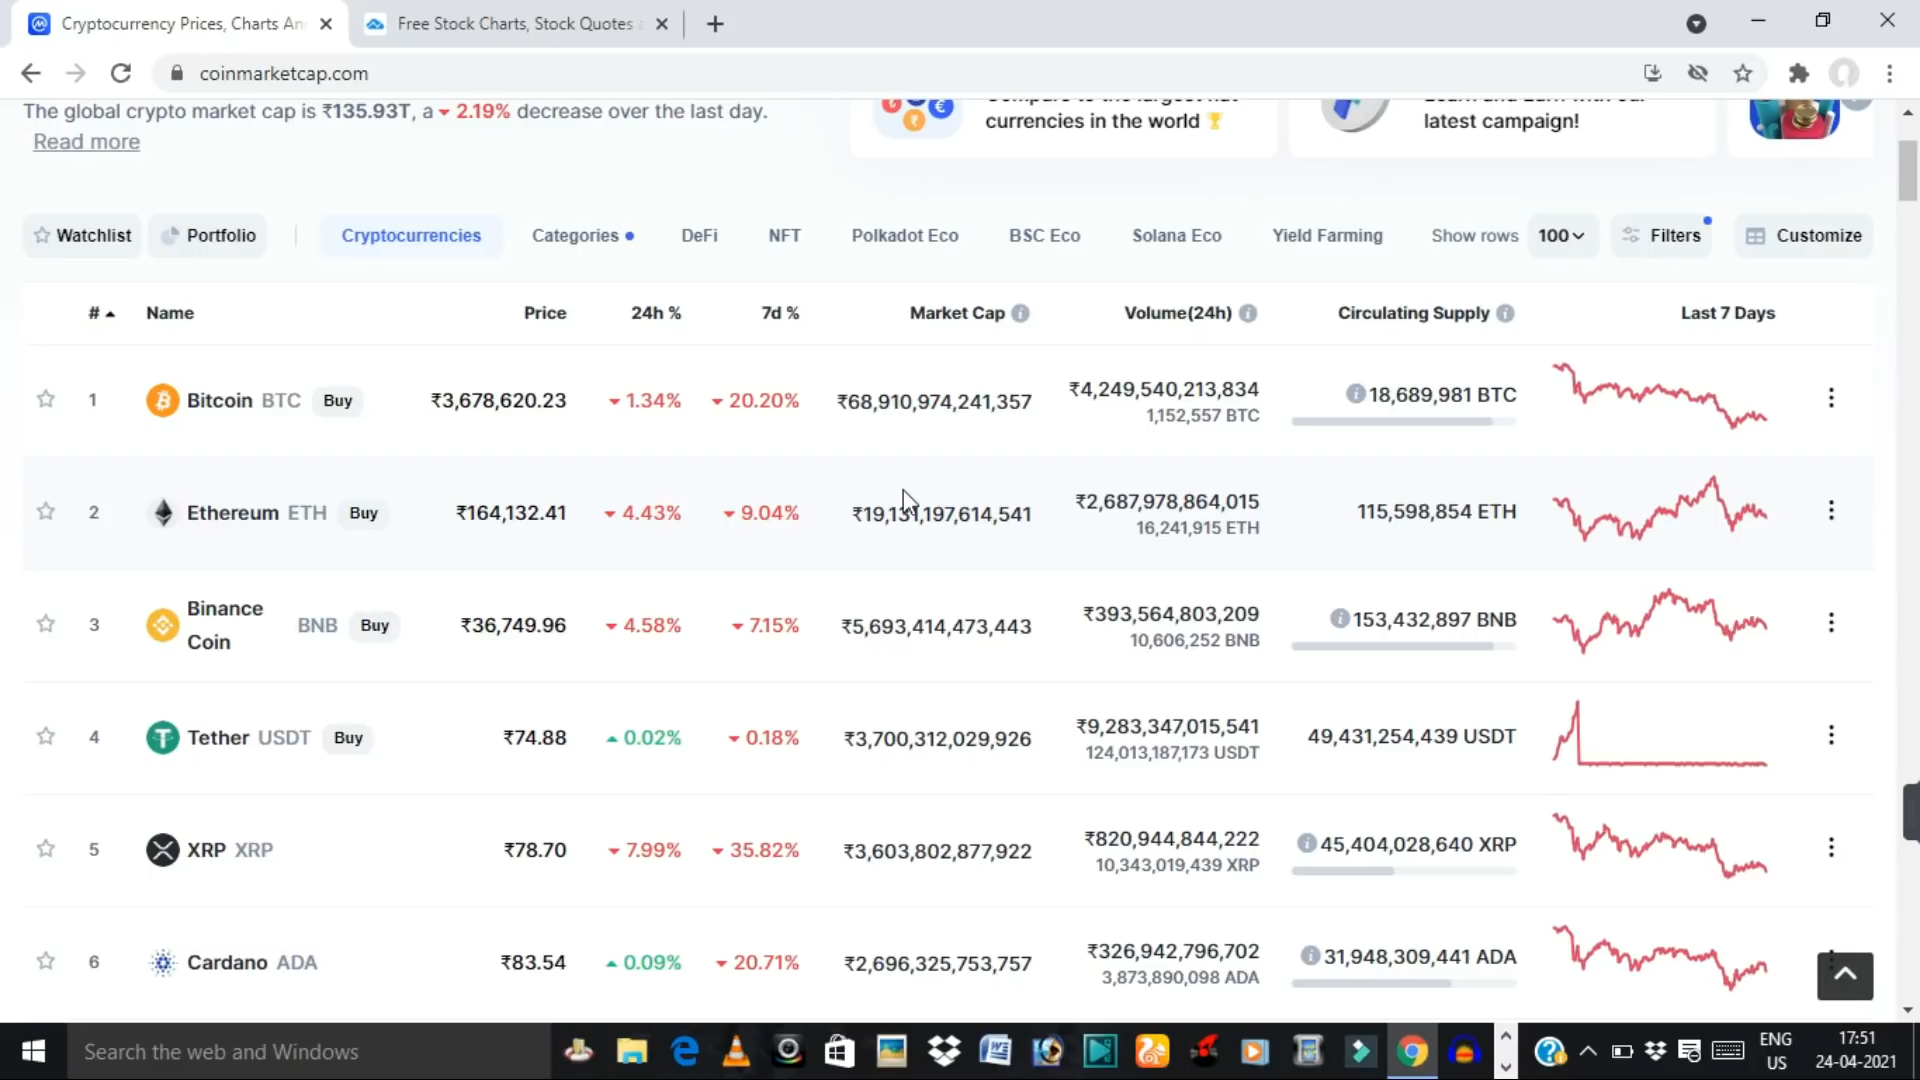 Cryptocurrency Prices, Charts An
Free Stock Charts, Stock Quotes
coinmarketcap.com
The global crypto market cap is ₹135.93T, a 2.19% decrease over the last day.
Read more
currencies in the world
latest campaign!
Watchlist Portfolio Cryptocurrencies Categories DeFi NFT Polkadot Eco BSC Eco Solana Eco Yield Farming Show rows 100 Filters Customize
# Name Price 24h % 7d % Market Cap Volume(24h) Circulating Supply Last 7 Days
1 Bitcoin BTC Buy ₹3,678,620.23 1.34% 20.20% ₹68,910,974,241,357 ₹4,249,540,213,834 18,689,981 BTC
1,152,557 BTC
2 Ethereum ETH Buy ₹164,132.41 4.43% 9.04% ₹19,131,197,614,541 ₹2,687,978,864,015 115,598,854 ETH
16,241,915 ETH
3 Binance Coin BNB Buy ₹36,749.96 4.58% 7.15% ₹5,693,414,473,443 ₹393,564,803,209 153,432,897 BNB
10,606,252 BNB
4 Tether USDT Buy ₹74.88 0.02% 0.18% ₹3,700,312,029,926 ₹9,283,347,015,541 49,431,254,439 USDT
124,013,187,173 USDT
5 XRP XRP ₹78.70 7.99% 35.82% ₹3,603,802,877,922 ₹820,944,844,222 45,404,028,640 XRP
10,343,019,439 XRP
6 Cardano ADA ₹83.54 0.09% 20.71% ₹2,696,325,753,757 ₹326,942,796,702 31,948,309,441 ADA
3,873,890,098 ADA
Search the web and Windows
ENG
US
17:51
24-04-2021